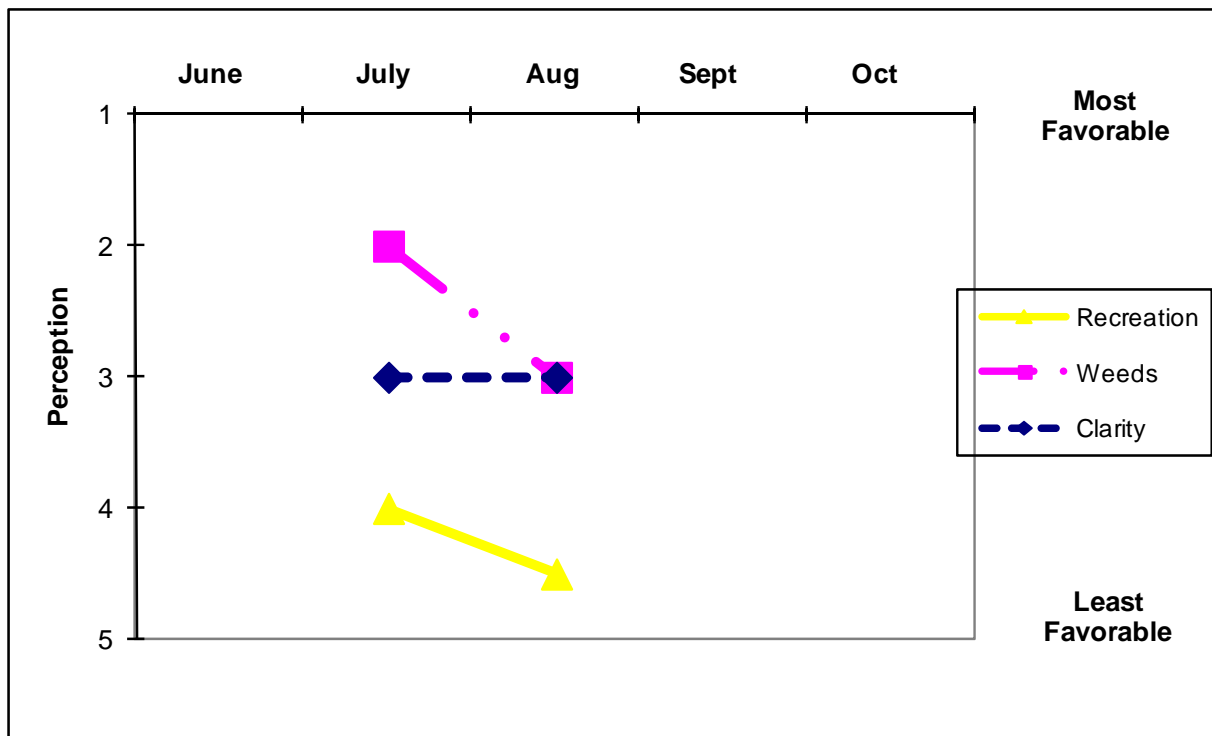 June July Aug Sept Oct
Most
Favorable
1
2
3
4
5
Perception
Recreation
Weeds
Clarity
Least
Favorable